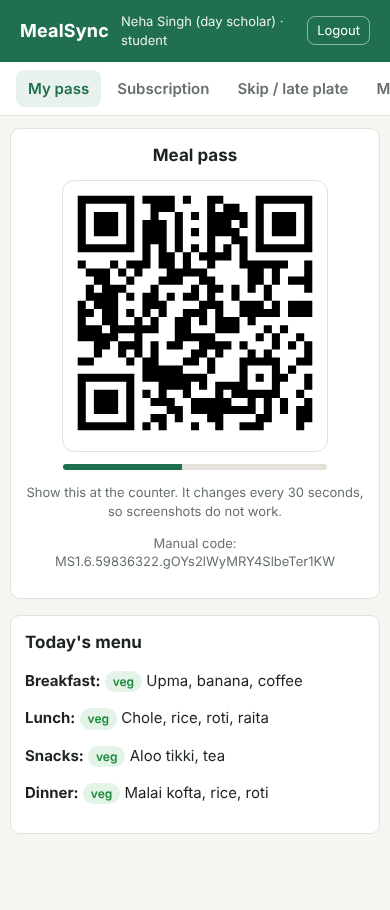 MealSync
Neha Singh (day scholar) ·
student
Logout
My pass
Subscription
Skip / late plate
M
Meal pass
Show this at the counter. It changes every 30 seconds,
so screenshots do not work.
Manual code:
MS1.6.59836322.gOYs2lWyMRY4SlbeTer1KW
Today's menu
Breakfast: veg Upma, banana, coffee
Lunch: veg Chole, rice, roti, raita
Snacks: veg Aloo tikki, tea
Dinner: veg Malai kofta, rice, roti